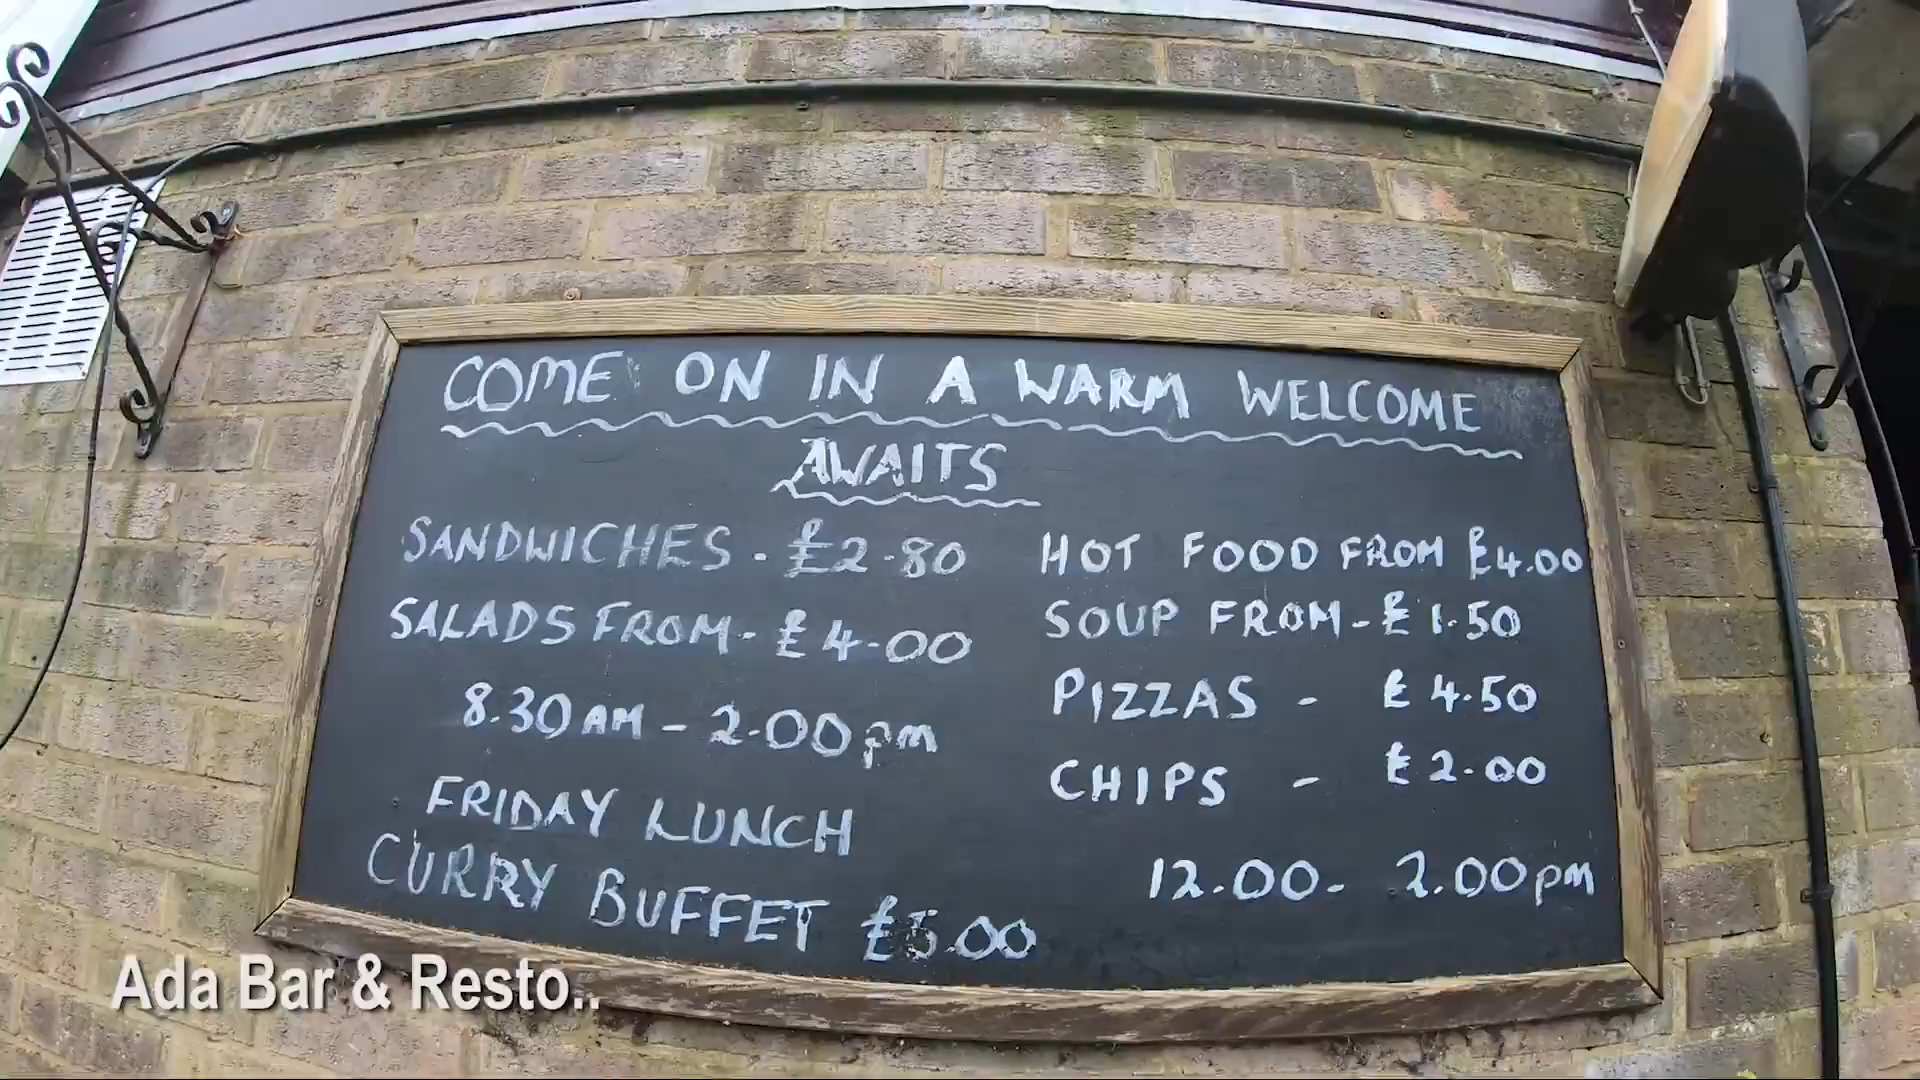 COME ON IN A WARM WELCOME
AWAITS
SANDWICHES - £2.80
SALADS FROM - £4.00
8.30 AM - 2.00 pm
FRIDAY LUNCH
CURRY BUFFET £5.00
HOT FOOD FROM £4.00
SOUP FROM - £1.50
PIZZAS - £4.50
CHIPS - £2.00
12.00 - 2.00 pm
Ada Bar & Resto..